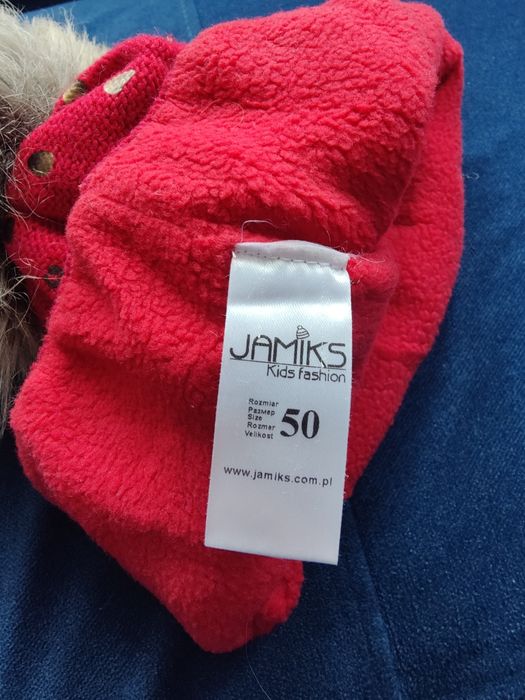 JAMIKS
Kids fashion
Rozmiar
Размер
Size
Rozmer
Velikost
50
www.jamiks.com.pl